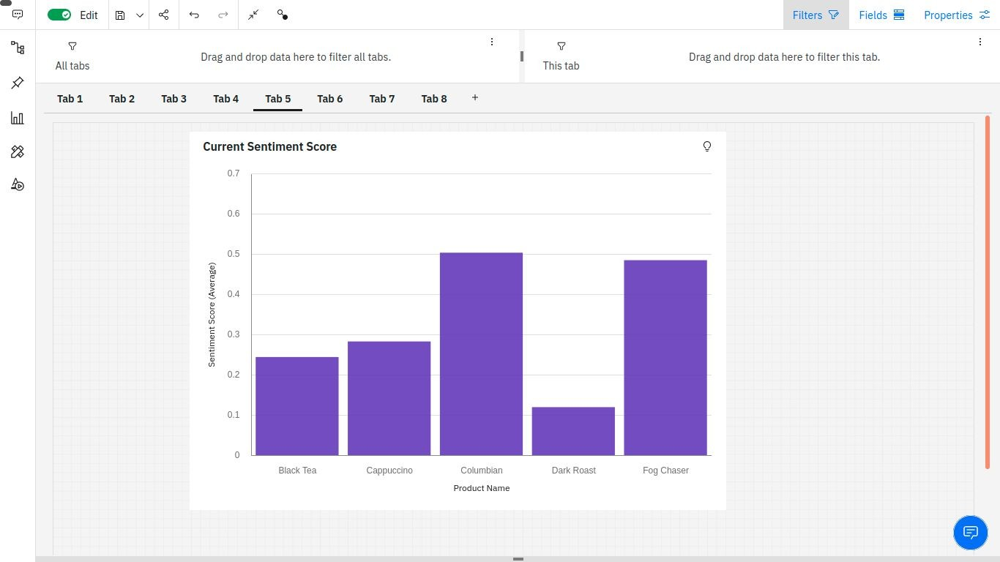 Edit
Filters
Fields
Properties
All tabs
Drag and drop data here to filter all tabs.
This tab
Drag and drop data here to filter this tab.
Tab 1
Tab 2
Tab 3
Tab 4
Tab 5
Tab 6
Tab 7
Tab 8
+
Current Sentiment Score
Sentiment Score (Average)
0.7
0.6
0.5
0.4
0.3
0.2
0.1
0
Black Tea
Cappuccino
Columbian
Dark Roast
Fog Chaser
Product Name